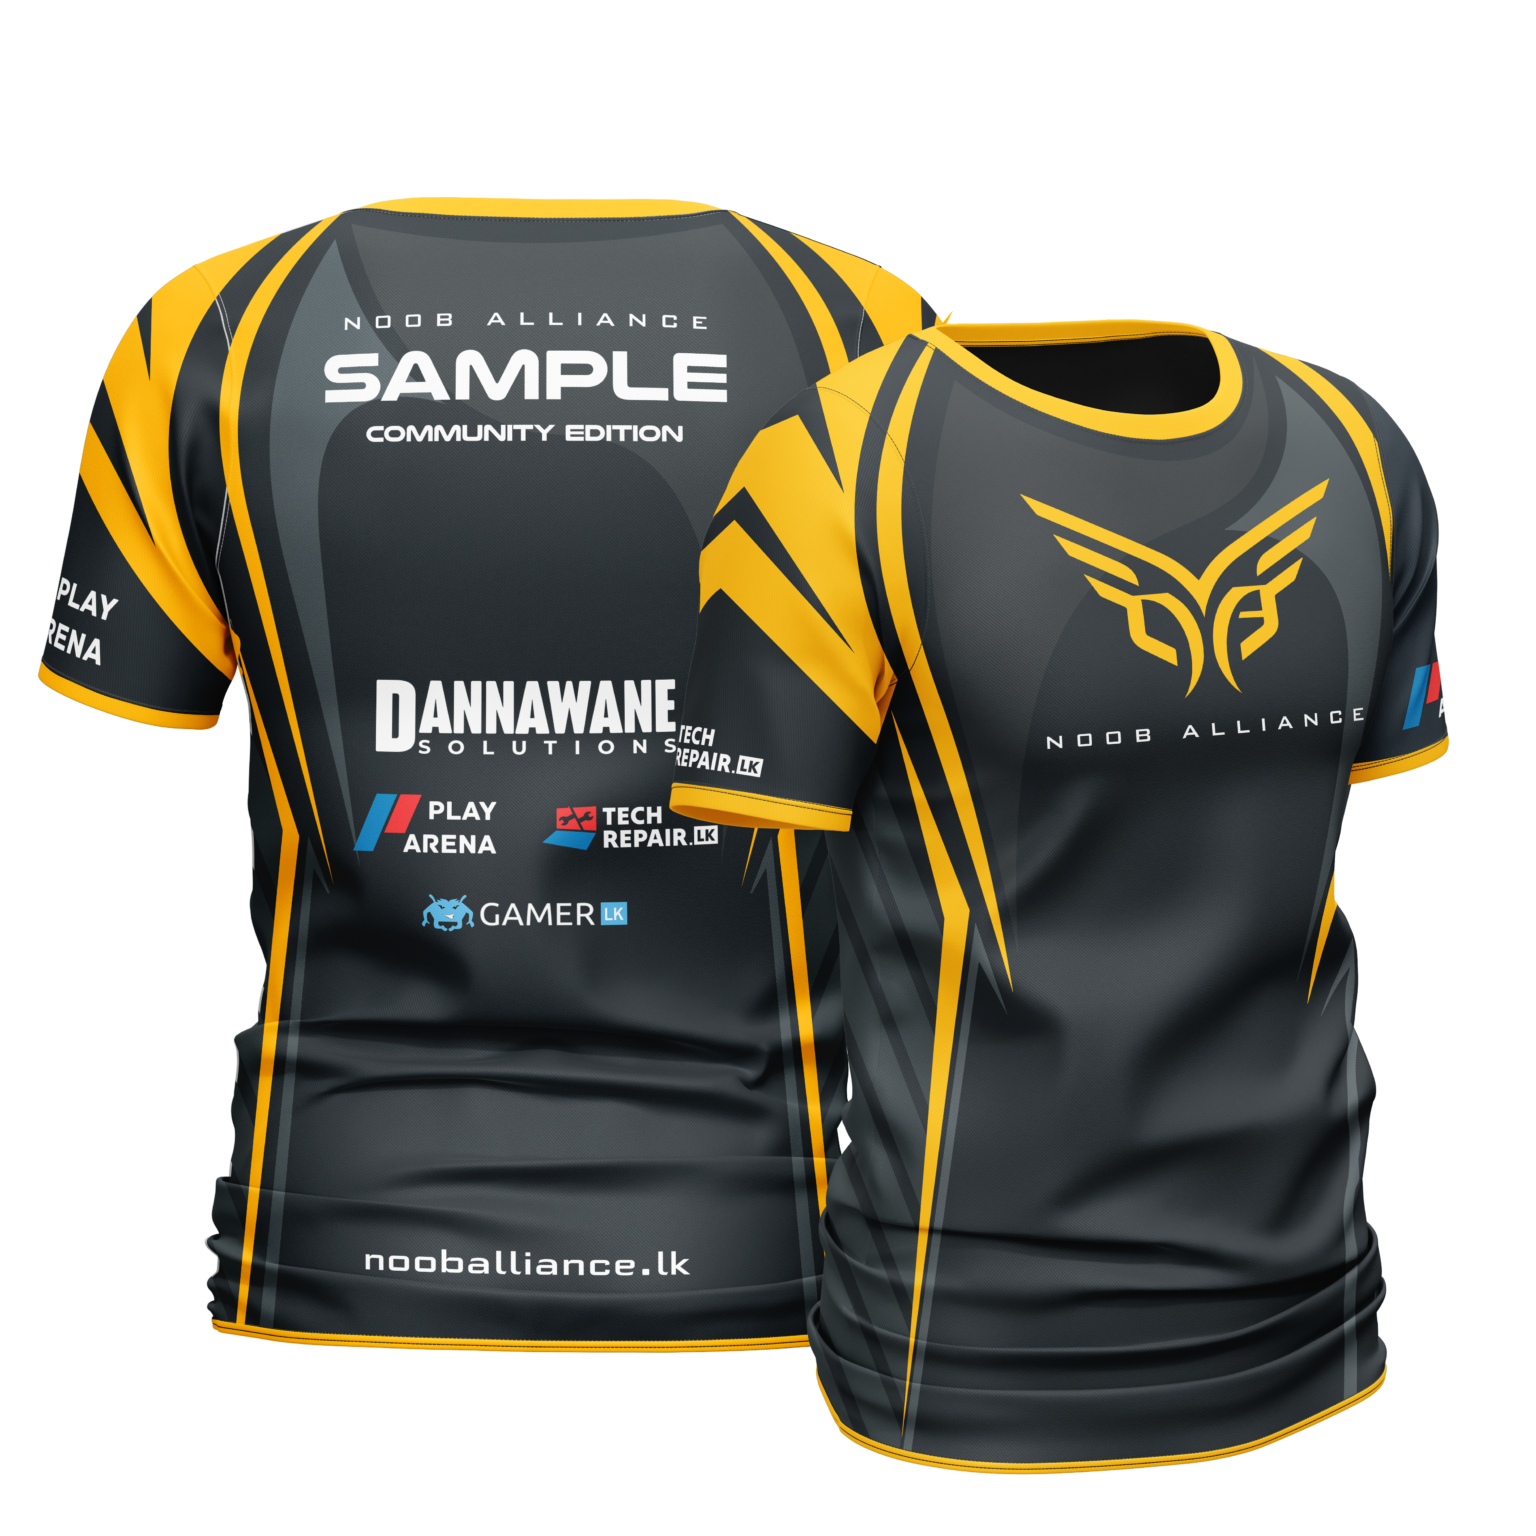 NOOB ALLIANCE
SAMPLE
COMMUNITY EDITION
PLAY
DANNAWANE
SOLUTIONS
PLAY
ARENA
TECH
REPAIR.LK
GAMER LK
nooballiance.lk
TECH
REPAIR.LK
NOOB ALLIANCE